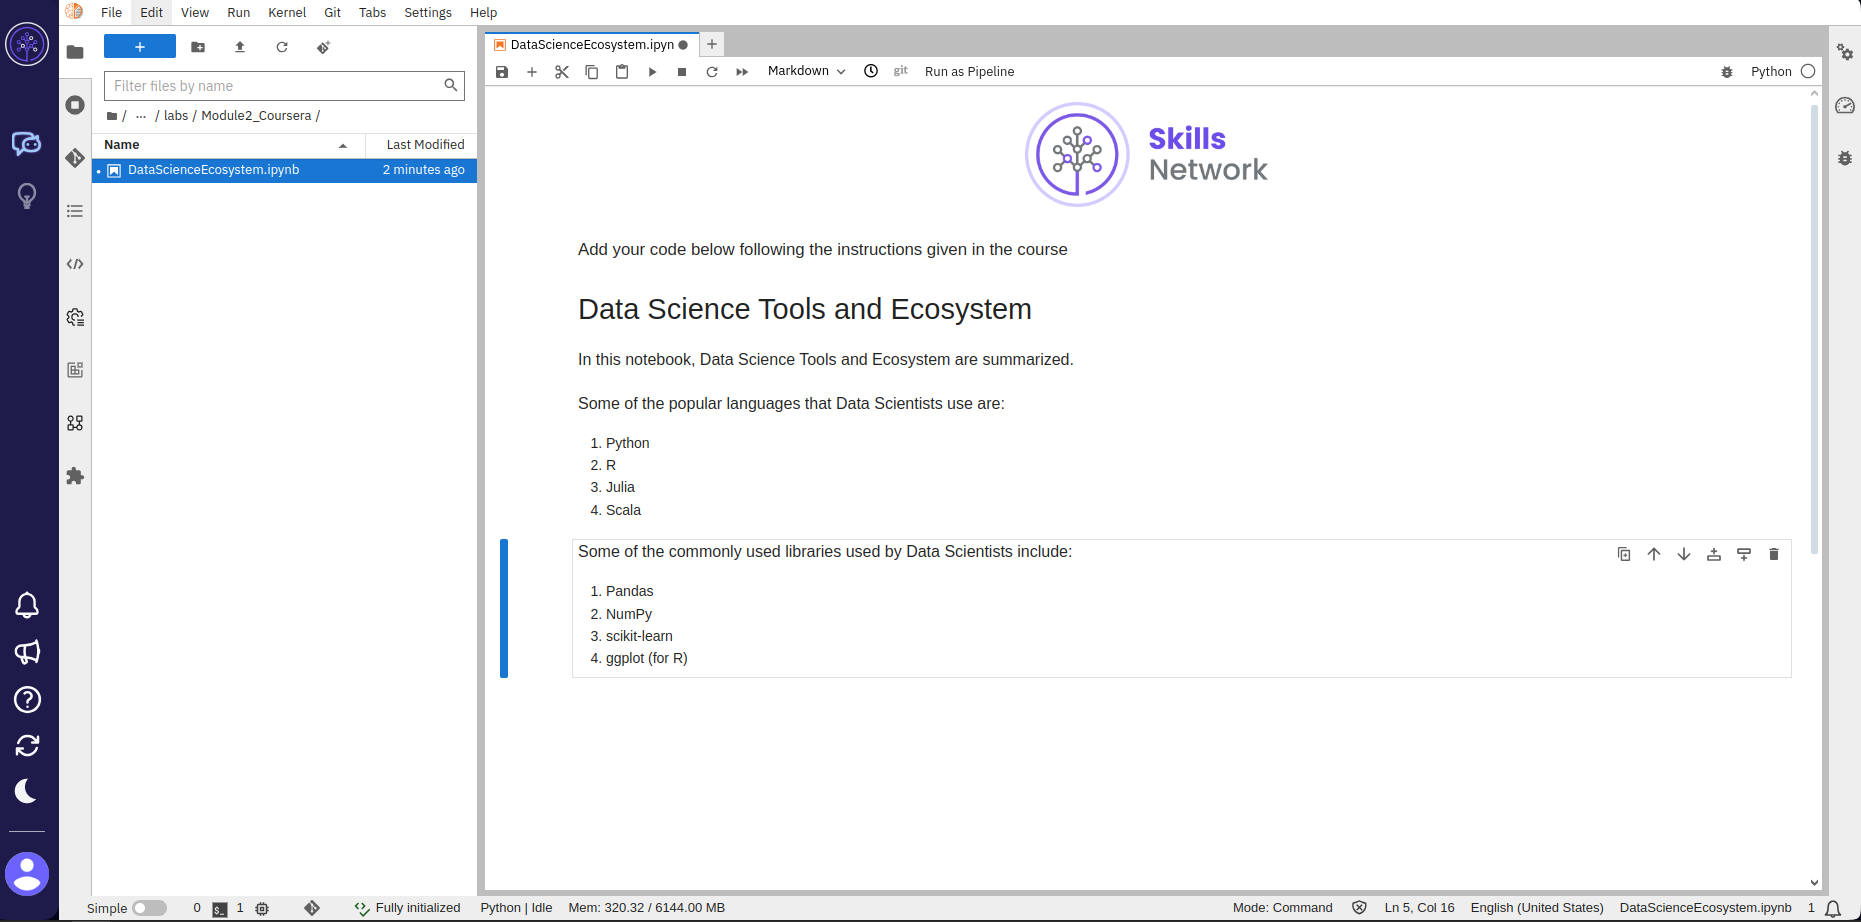 File Edit View Run Kernel Git Tabs Settings Help
Filter files by name
/ ... / labs / Module2_Coursera /
Name Last Modified
DataScienceEcosystem.ipynb 2 minutes ago
DataScienceEcosystem.ipyn
Markdown git Run as Pipeline Python
Skills
Network
Add your code below following the instructions given in the course
Data Science Tools and Ecosystem
In this notebook, Data Science Tools and Ecosystem are summarized.
Some of the popular languages that Data Scientists use are:
1. Python
2. R
3. Julia
4. Scala
Some of the commonly used libraries used by Data Scientists include:
1. Pandas
2. NumPy
3. scikit-learn
4. ggplot (for R)
Simple 0 1 Fully initialized Python | Idle Mem: 320.32 / 6144.00 MB Mode: Command Ln 5, Col 16 English (United States) DataScienceEcosystem.ipynb 1